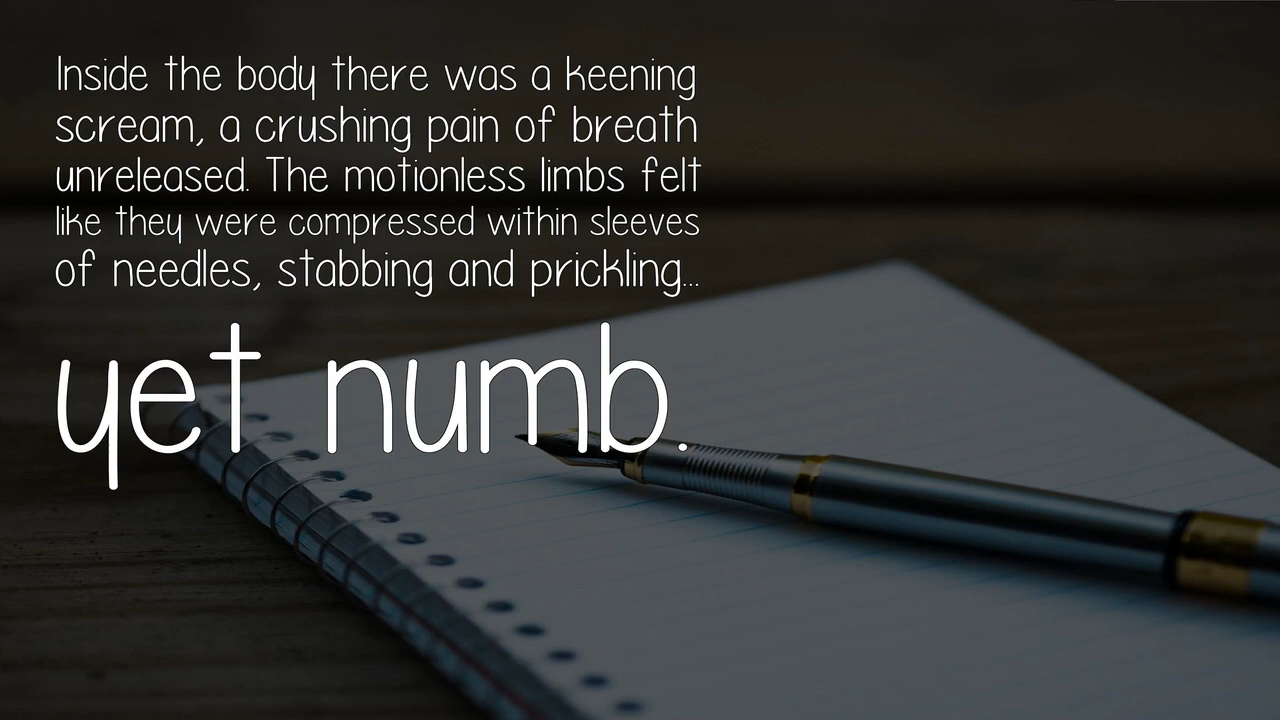 Inside the body there was a keening
scream, a crushing pain of breath
unreleased. The motionless limbs felt
like they were compressed within sleeves
of needles, stabbing and prickling...
yet numb.